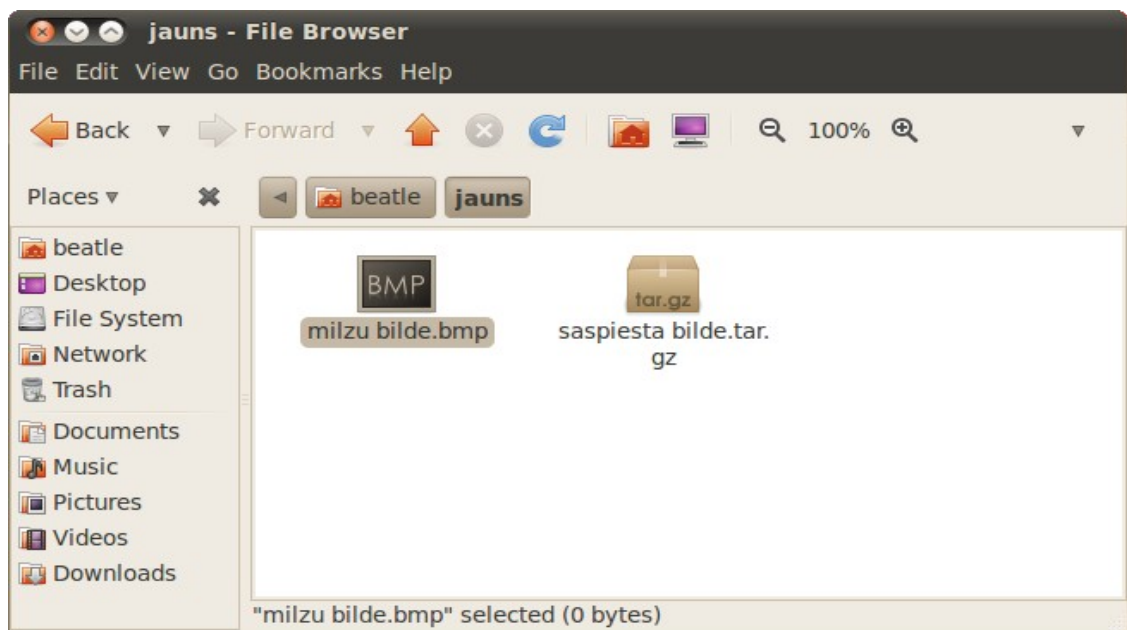 jauns - File Browser
File Edit View Go Bookmarks Help
Back Forward 100%
Places
beatle jauns
beatle
Desktop
File System
Network
Trash
Documents
Music
Pictures
Videos
Downloads
BMP
milzu bilde.bmp
tar.gz
saspiesta bilde.tar.
gz
"milzu bilde.bmp" selected (0 bytes)